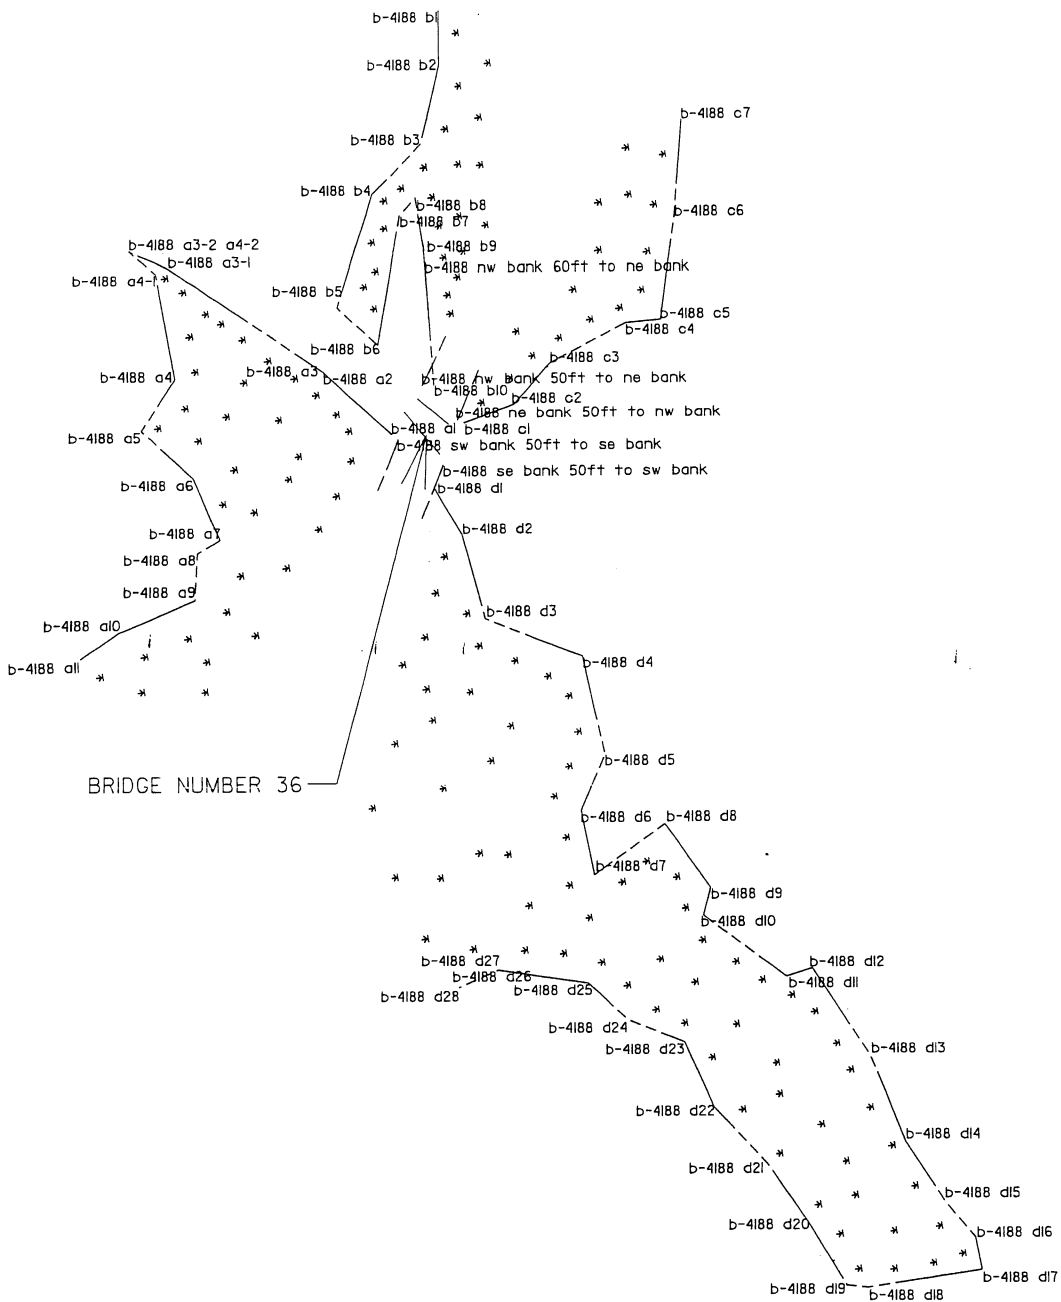 b-4188 b1
b-4188 b2
b-4188 c7
b-4188 b3
b-4188 b4
b-4188 b8
b-4188 c6
b-4188 b7
b-4188 a3-2 a4-2
b-4188 b9
b-4188 a3-1
b-4188 nw bank 60ft to ne bank
b-4188 a4-1
b-4188 b5
b-4188 c5
b-4188 c4
b-4188 b6
b-4188 c3
b-4188 a3
b-4188 a4
b-4188 a2
b-4188 nw bank 50ft to ne bank
b-4188 b10
b-4188 c2
b-4188 ne bank 50ft to nw bank
b-4188 a1
b-4188 c1
b-4188 a5
b-4188 sw bank 50ft to se bank
b-4188 se bank 50ft to sw bank
b-4188 a6
b-4188 d1
b-4188 d2
b-4188 a7
b-4188 a8
b-4188 a9
b-4188 d3
b-4188 a10
b-4188 a11
b-4188 d4
b-4188 d5
BRIDGE NUMBER 36
b-4188 d6
b-4188 d8
b-4188 d7
b-4188 d9
b-4188 d10
b-4188 d27
b-4188 d12
b-4188 d26
b-4188 d11
b-4188 d25
b-4188 d28
b-4188 d24
b-4188 d23
b-4188 d13
b-4188 d22
b-4188 d14
b-4188 d21
b-4188 d15
b-4188 d20
b-4188 d16
b-4188 d17
b-4188 d19
b-4188 d18